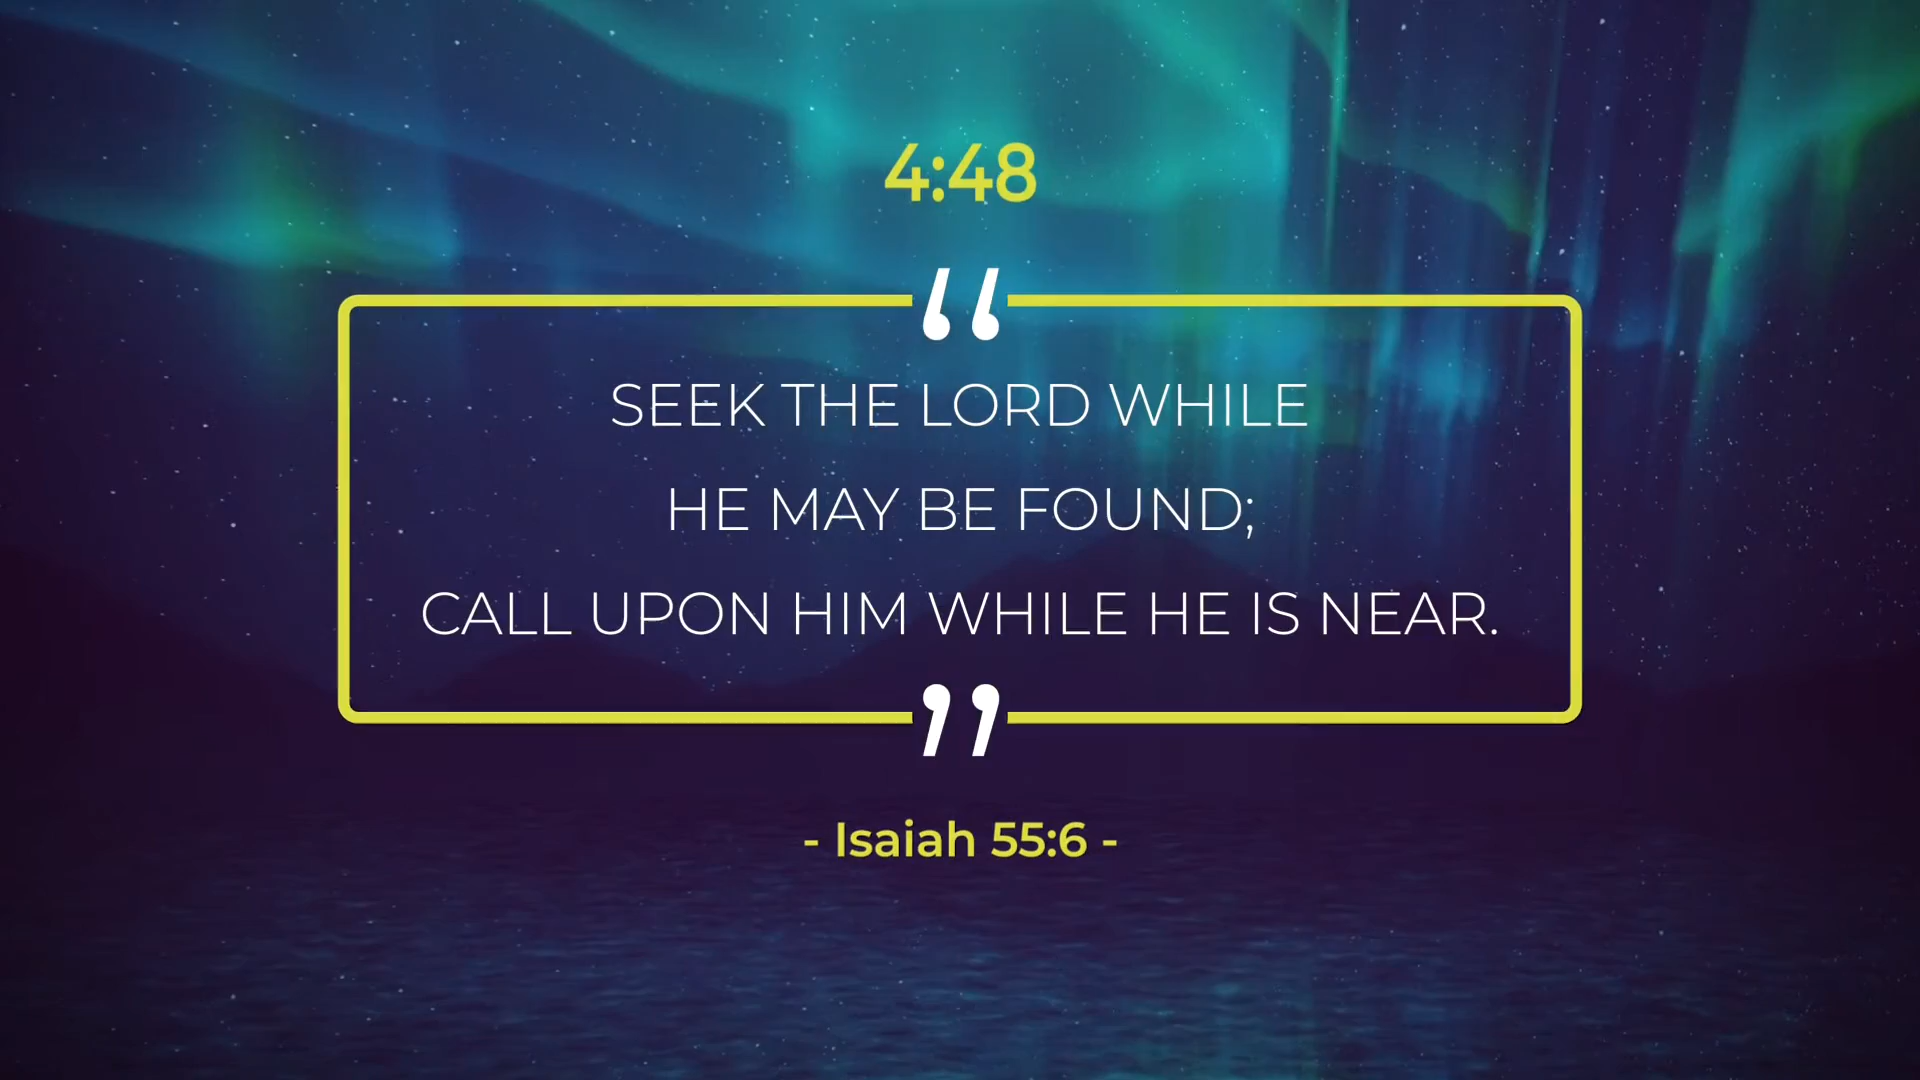 4:48
“
SEEK THE LORD WHILE
HE MAY BE FOUND;
CALL UPON HIM WHILE HE IS NEAR.
”
- Isaiah 55:6 -